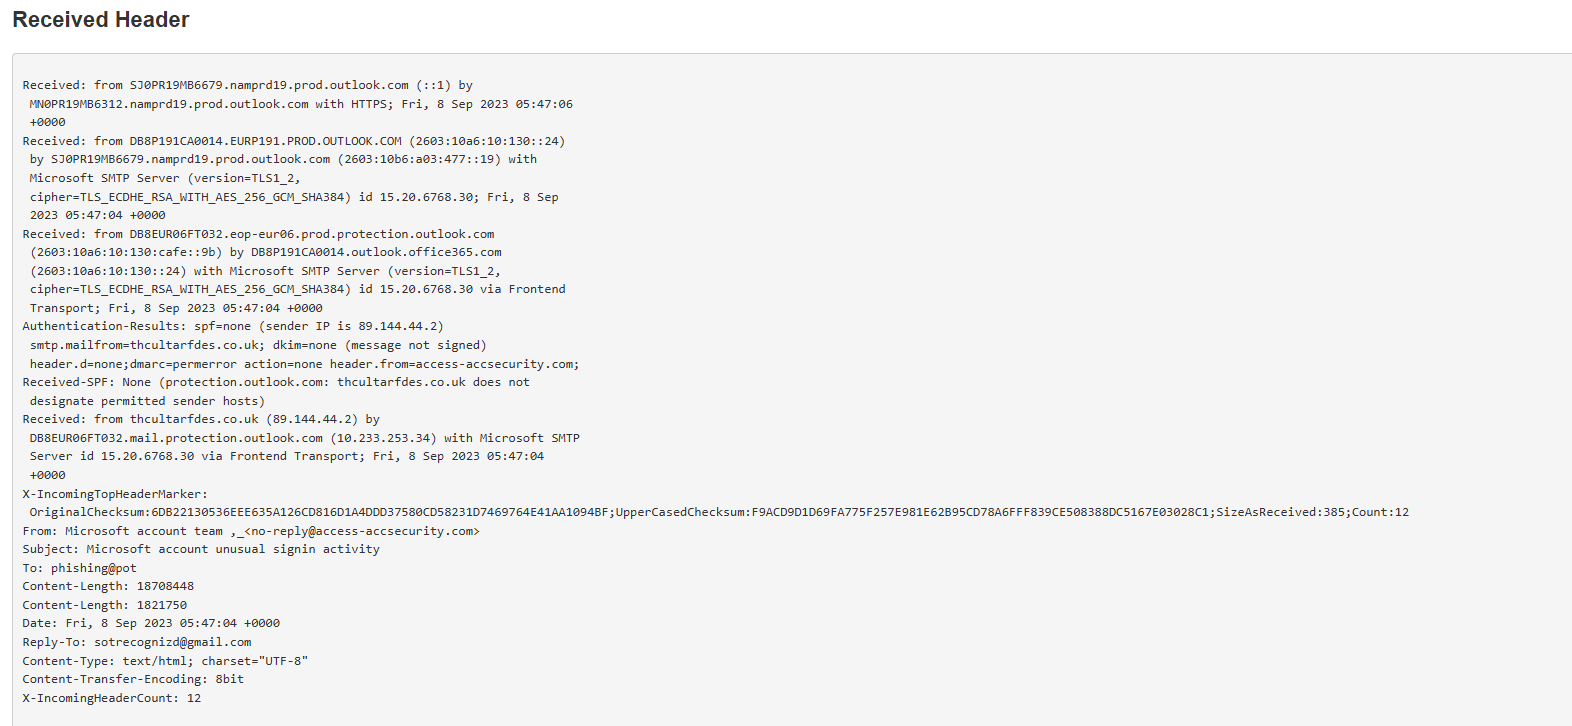 Received Header
Received: from SJ0PR19MB6679.namprd19.prod.outlook.com (::1) by
MN0PR19MB6312.namprd19.prod.outlook.com with HTTPS; Fri, 8 Sep 2023 05:47:06
+0000
Received: from DB8P191CA0014.EURP191.PROD.OUTLOOK.COM (2603:10a6:10:130::24)
by SJ0PR19MB6679.namprd19.prod.outlook.com (2603:10b6:a03:477::19) with
Microsoft SMTP Server (version=TLS1_2,
cipher=TLS_ECDHE_RSA_WITH_AES_256_GCM_SHA384) id 15.20.6768.30; Fri, 8 Sep
2023 05:47:04 +0000
Received: from DB8EUR06FT032.eop-eur06.prod.protection.outlook.com
(2603:10a6:10:130:cafe::9b) by DB8P191CA0014.outlook.office365.com
(2603:10a6:10:130::24) with Microsoft SMTP Server (version=TLS1_2,
cipher=TLS_ECDHE_RSA_WITH_AES_256_GCM_SHA384) id 15.20.6768.30 via Frontend
Transport; Fri, 8 Sep 2023 05:47:04 +0000
Authentication-Results: spf=none (sender IP is 89.144.44.2)
smtp.mailfrom=thcultarfdes.co.uk; dkim=none (message not signed)
header.d=none;dmarc=permerror action=none header.from=access-accsecurity.com;
Received-SPF: None (protection.outlook.com: thcultarfdes.co.uk does not
designate permitted sender hosts)
Received: from thcultarfdes.co.uk (89.144.44.2) by
DB8EUR06FT032.mail.protection.outlook.com (10.233.253.34) with Microsoft SMTP
Server id 15.20.6768.30 via Frontend Transport; Fri, 8 Sep 2023 05:47:04
+0000
X-IncomingTopHeaderMarker:
OriginalChecksum:6DB22130536EEE635A126CD816D1A4DDD37580CD58231D7469764E41AA1094BF;UpperCasedChecksum:F9ACD9D1D69FA775F257E981E62B95CD78A6FFF839CE508388DC5167E03028C1;SizeAsReceived:385;Count:12
From: Microsoft account team ,_<no-reply@access-accsecurity.com>
Subject: Microsoft account unusual signin activity
To: phishing@pot
Content-Length: 18708448
Content-Length: 1821750
Date: Fri, 8 Sep 2023 05:47:04 +0000
Reply-To: sotrecognizd@gmail.com
Content-Type: text/html; charset="UTF-8"
Content-Transfer-Encoding: 8bit
X-IncomingHeaderCount: 12